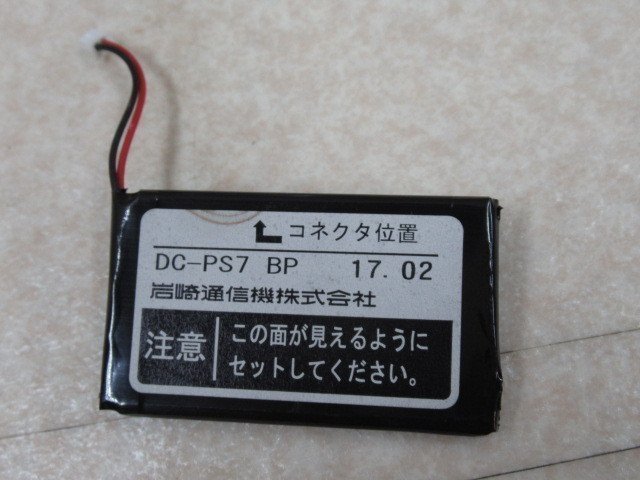 コネクタ位置
DC-PS7 BP 17.02
岩崎通信機株式会社
注意
この面が見えるように
セットしてください。